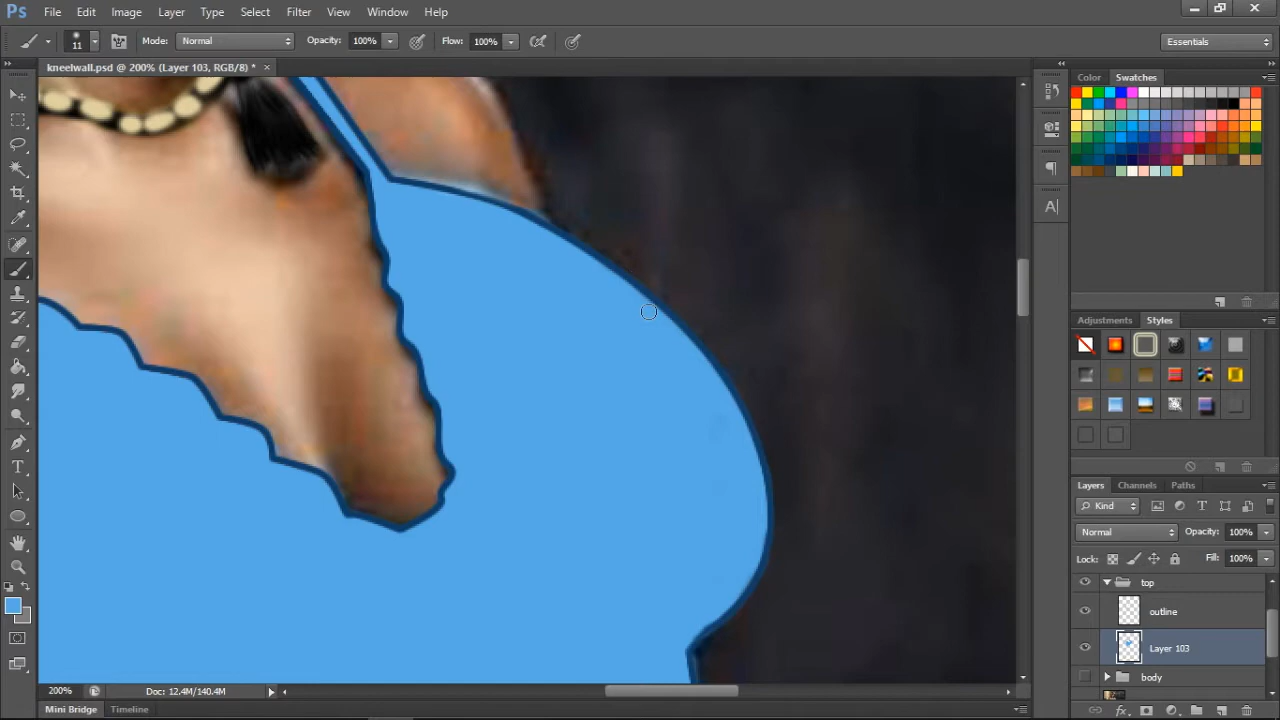 Ps File Edit Image Layer Type Select Filter View Window Help
11 Mode: Normal Opacity: 100% Flow: 100% Essentials
kneelwall.psd @ 200% (Layer 103, RGB/8) * ×
Color Swatches
Adjustments Styles
Layers Channels Paths
Kind
Normal Opacity: 100%
Lock: Fill: 100%
top
outline
Layer 103
body
200% Doc: 12.4M/140.4M
Mini Bridge Timeline